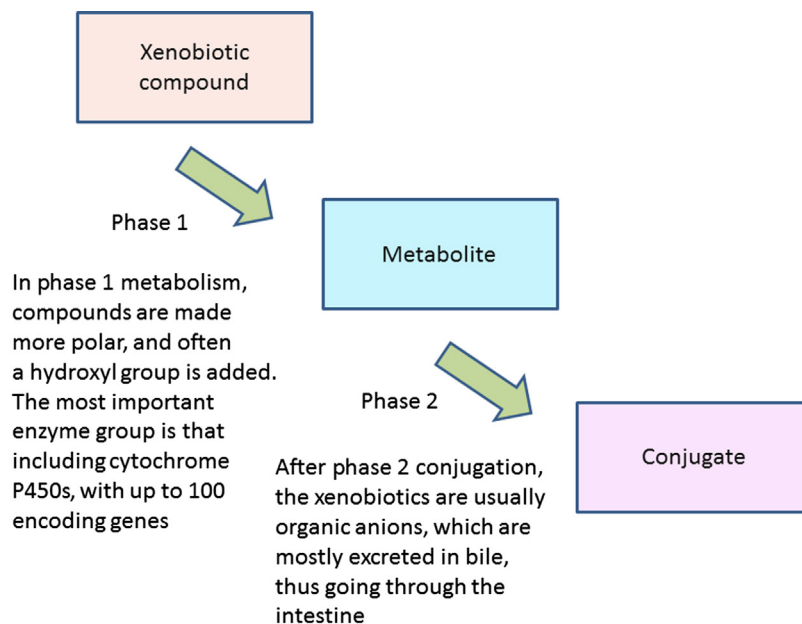 Xenobiotic
compound
Phase 1
Metabolite
In phase 1 metabolism,
compounds are made
more polar, and often
a hydroxyl group is added.
The most important
enzyme group is that
including cytochrome
P450s, with up to 100
encoding genes
Phase 2
Conjugate
After phase 2 conjugation,
the xenobiotics are usually
organic anions, which are
mostly excreted in bile,
thus going through the
intestine